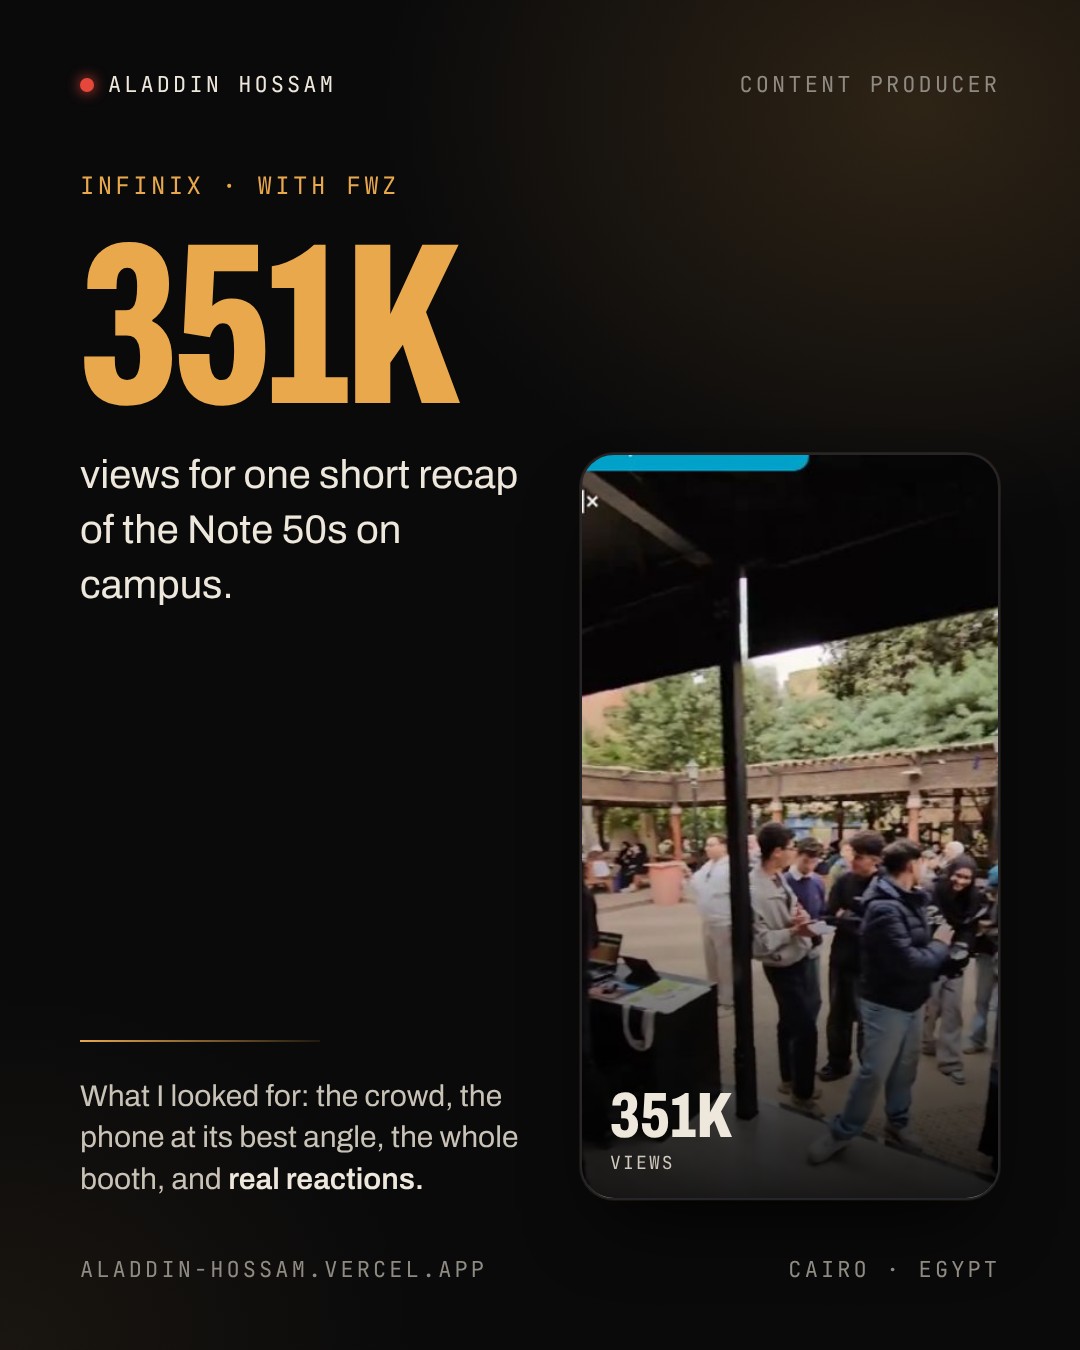 ALADDIN HOSSAM
CONTENT PRODUCER
INFINIX · WITH FWZ
351K
views for one short recap
of the Note 50s on
campus.
What I looked for: the crowd, the
phone at its best angle, the whole
booth, and real reactions.
351K
VIEWS
ALADDIN-HOSSAM.VERCEL.APP
CAIRO · EGYPT